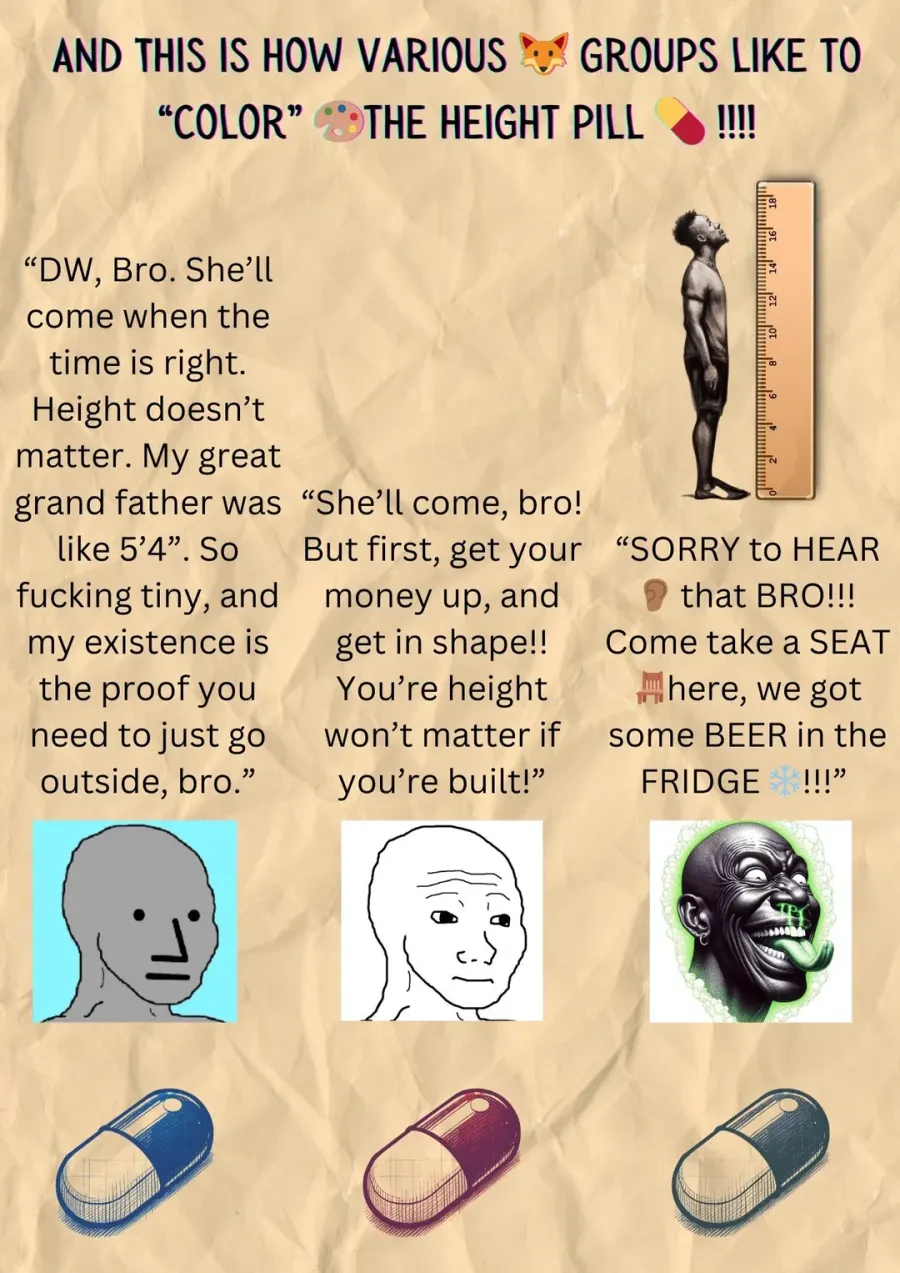 AND THIS IS HOW VARIOUS 🦊 GROUPS LIKE TO
“COLOR” 🎨THE HEIGHT PILL 💊 !!!!
“DW, Bro. She’ll
come when the
time is right.
Height doesn’t
matter. My great
grand father was
like 5’4”. So
fucking tiny, and
my existence is
the proof you
need to just go
outside, bro.”
“She’ll come, bro!
But first, get your
money up, and
get in shape!!
You’re height
won’t matter if
you’re built!”
0 2 4 6 8 10 12 14 16 18
“SORRY to HEAR
👂🏾 that BRO!!!
Come take a SEAT
🪑here, we got
some BEER in the
FRIDGE ❄️!!!”